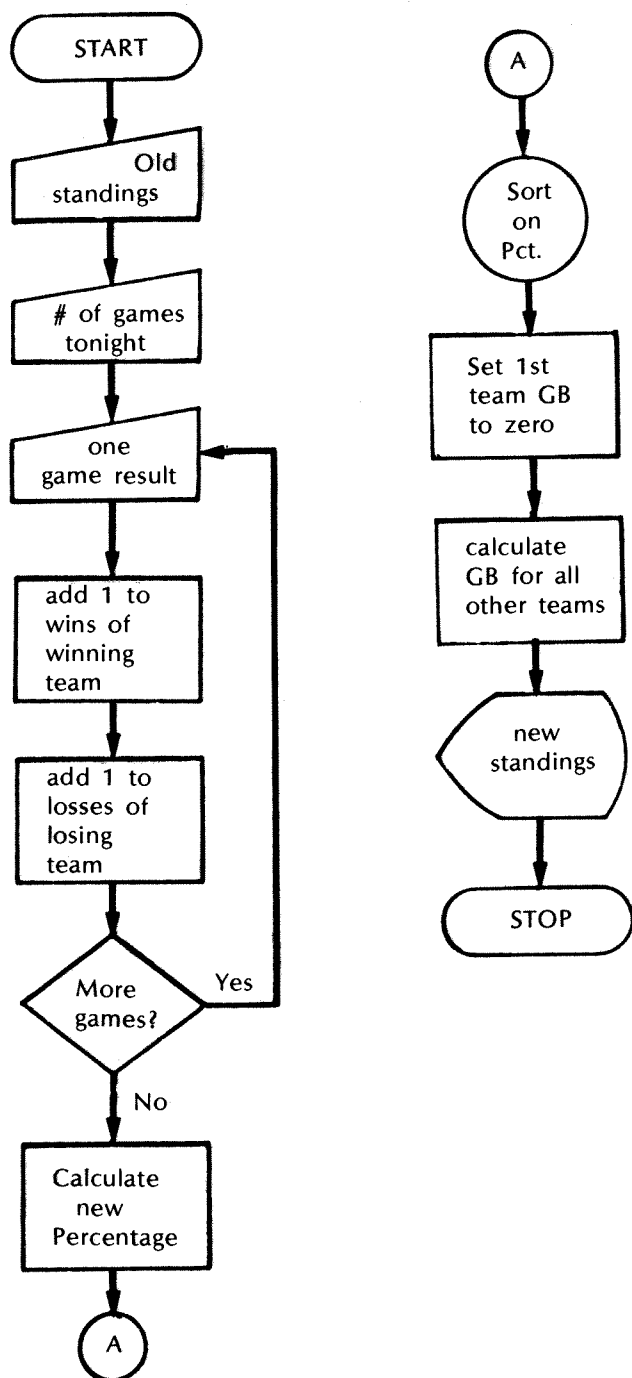 START
Old
standings
# of games
tonight
one
game result
add 1 to
wins of
winning
team
add 1 to
losses of
losing
team
More
games?
Yes
No
Calculate
new
Percentage
A
A
Sort
on
Pct.
Set 1st
team GB
to zero
calculate
GB for all
other teams
new
standings
STOP